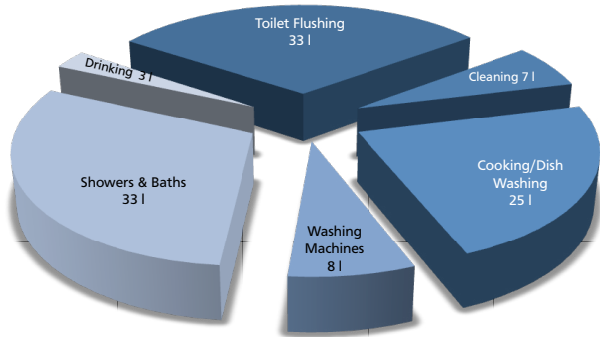 Toilet Flushing
33 l
Drinking 3 l
Cleaning 7 l
Showers & Baths
33 l
Cooking/Dish
Washing
25 l
Washing
Machines
8 l